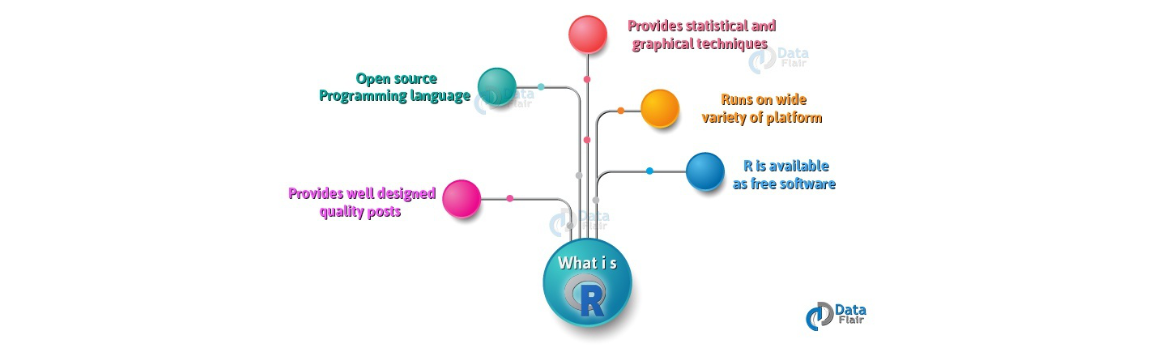 Provides statistical and
graphical techniques
Data
Flair
Open source
Programming language
Data
Flair
Runs on wide
variety of platform
R is available
as free software
Provides well designed
quality posts
Data
Flair
What i s
R
Data
Flair